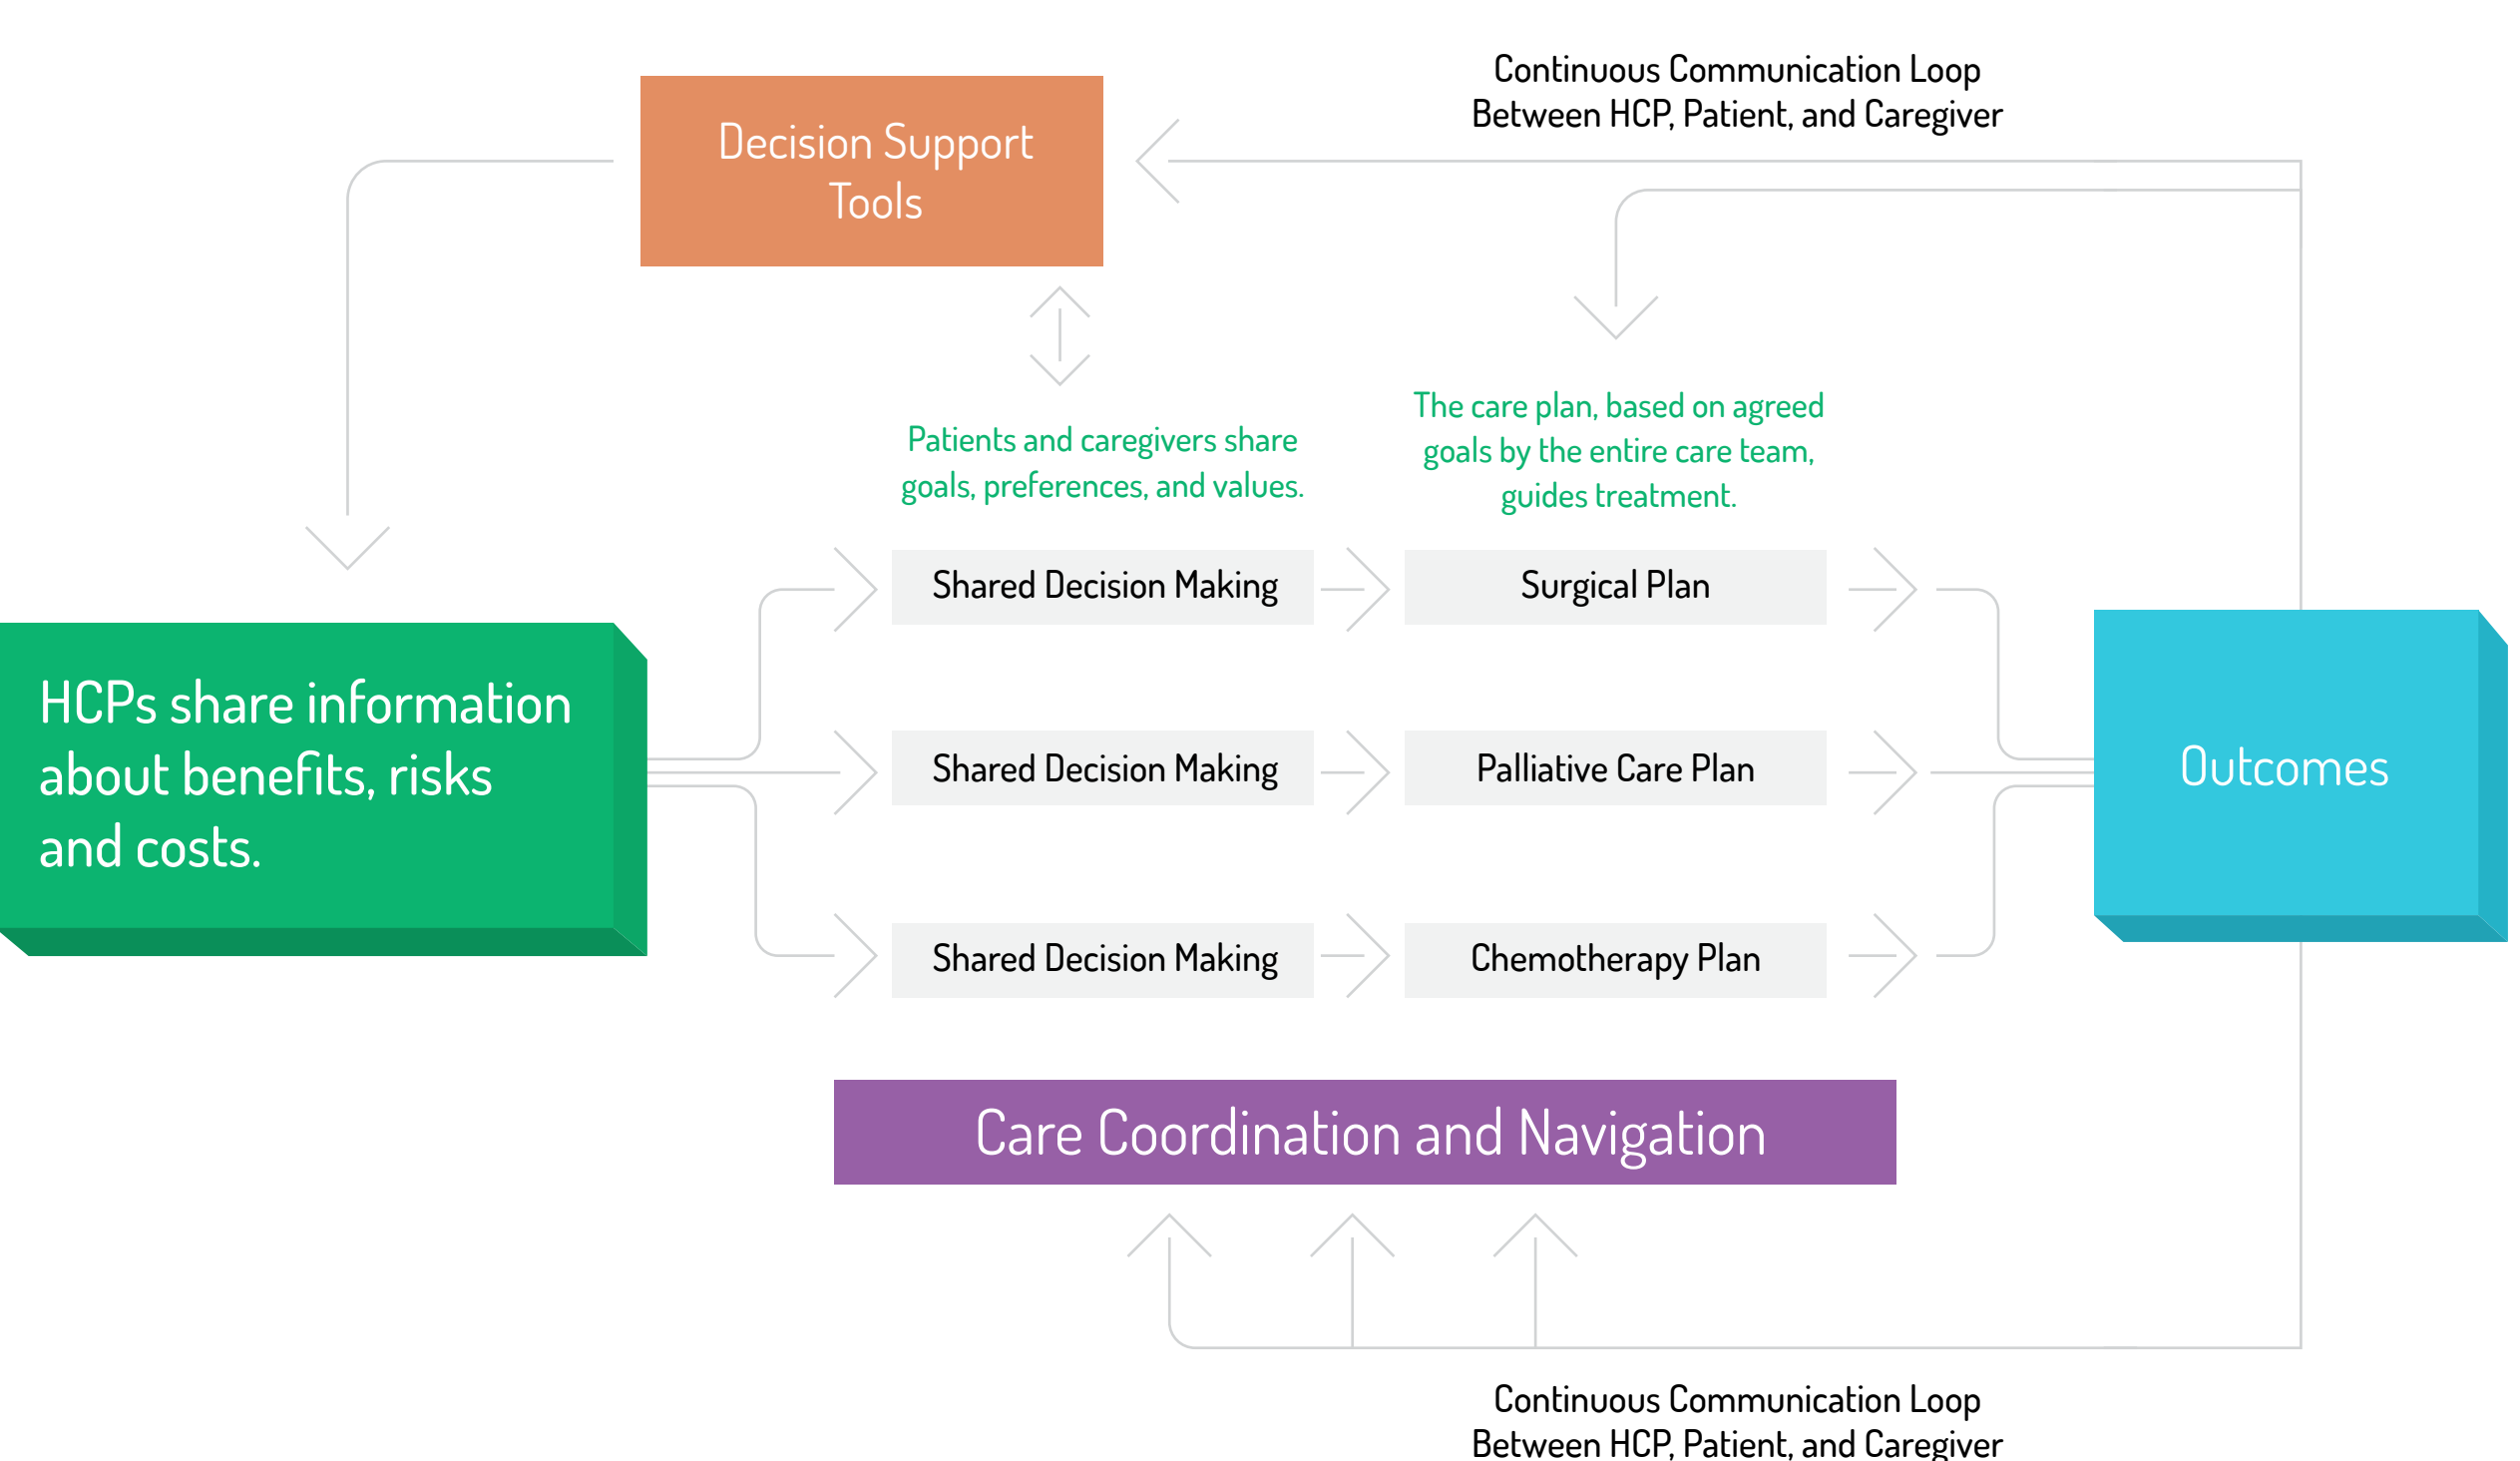 Continuous Communication Loop
Between HCP, Patient, and Caregiver
Decision Support
Tools
Patients and caregivers share
goals, preferences, and values.
The care plan, based on agreed
goals by the entire care team,
guides treatment.
HCPs share information
about benefits, risks
and costs.
Shared Decision Making
Surgical Plan
Shared Decision Making
Palliative Care Plan
Shared Decision Making
Chemotherapy Plan
Outcomes
Care Coordination and Navigation
Continuous Communication Loop
Between HCP, Patient, and Caregiver